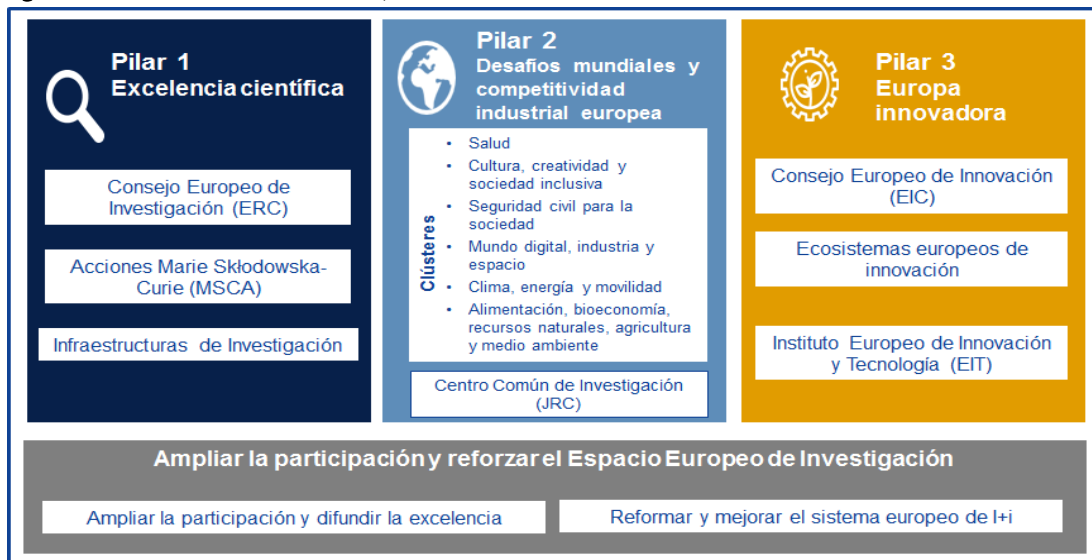 Pilar 1
Excelencia científica
Consejo Europeo de
Investigación (ERC)
Acciones Marie Skłodowska-
Curie (MSCA)
Infraestructuras de Investigación
Pilar 2
Desafíos mundiales y
competitividad
industrial europea
Clústeres
• Salud
• Cultura, creatividad y
sociedad inclusiva
• Seguridad civil para la
sociedad
• Mundo digital, industria y
espacio
• Clima, energía y movilidad
• Alimentación, bioeconomía,
recursos naturales, agricultura
y medio ambiente
Centro Común de Investigación
(JRC)
Pilar 3
Europa
innovadora
Consejo Europeo de Innovación
(EIC)
Ecosistemas europeos de
innovación
Instituto Europeo de Innovación
y Tecnología (EIT)
Ampliar la participación y reforzar el Espacio Europeo de Investigación
Ampliar la participación y difundir la excelencia
Reformar y mejorar el sistema europeo de I+i